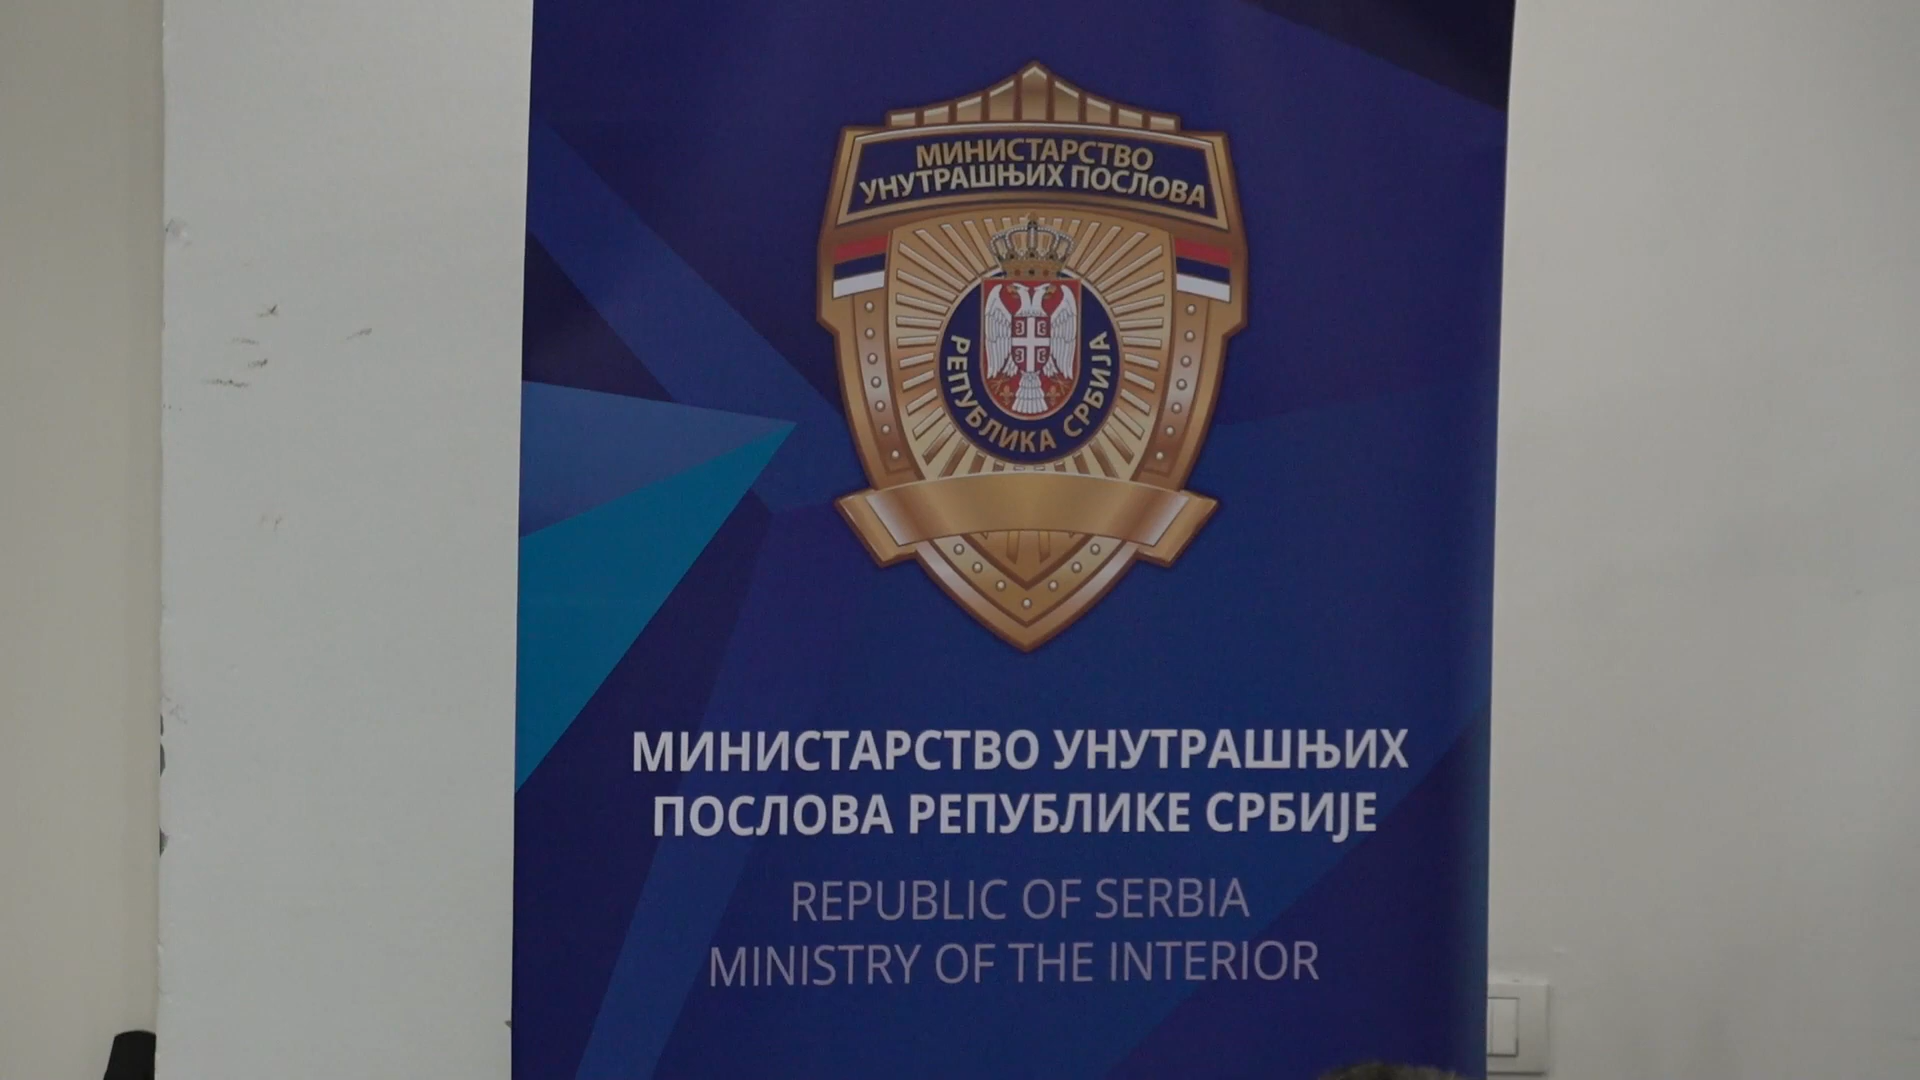 МИНИСТАРСТВО
УНУТРАШЊИХ ПОСЛОВА
РЕПУБЛИКА СРБИЈА
МИНИСТАРСТВО УНУТРАШЊИХ
ПОСЛОВА РЕПУБЛИКЕ СРБИЈЕ
REPUBLIC OF SERBIA
MINISTRY OF THE INTERIOR